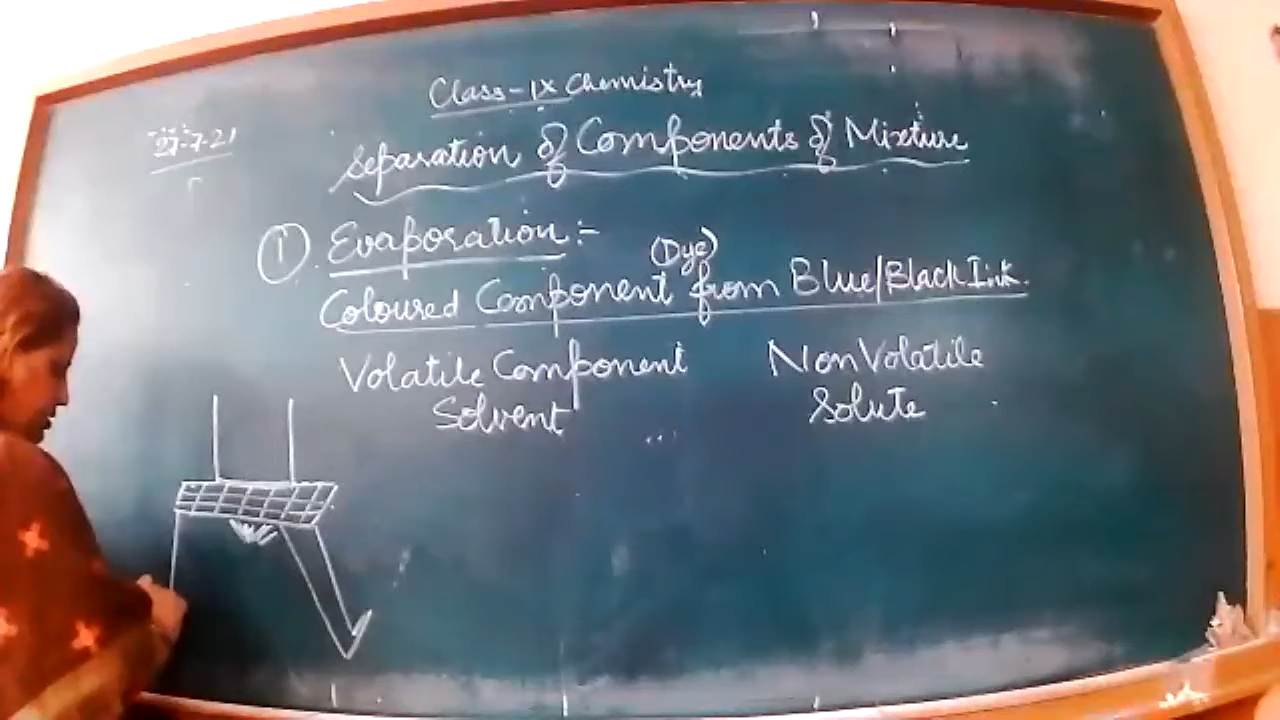 Class-IX Chemistry
27-7-21
Separation of Components of Mixture
① Evaporation :-
(Dye)
Coloured Component from Blue/Black Ink.
Volatile Component Non Volatile
Solvent Solute